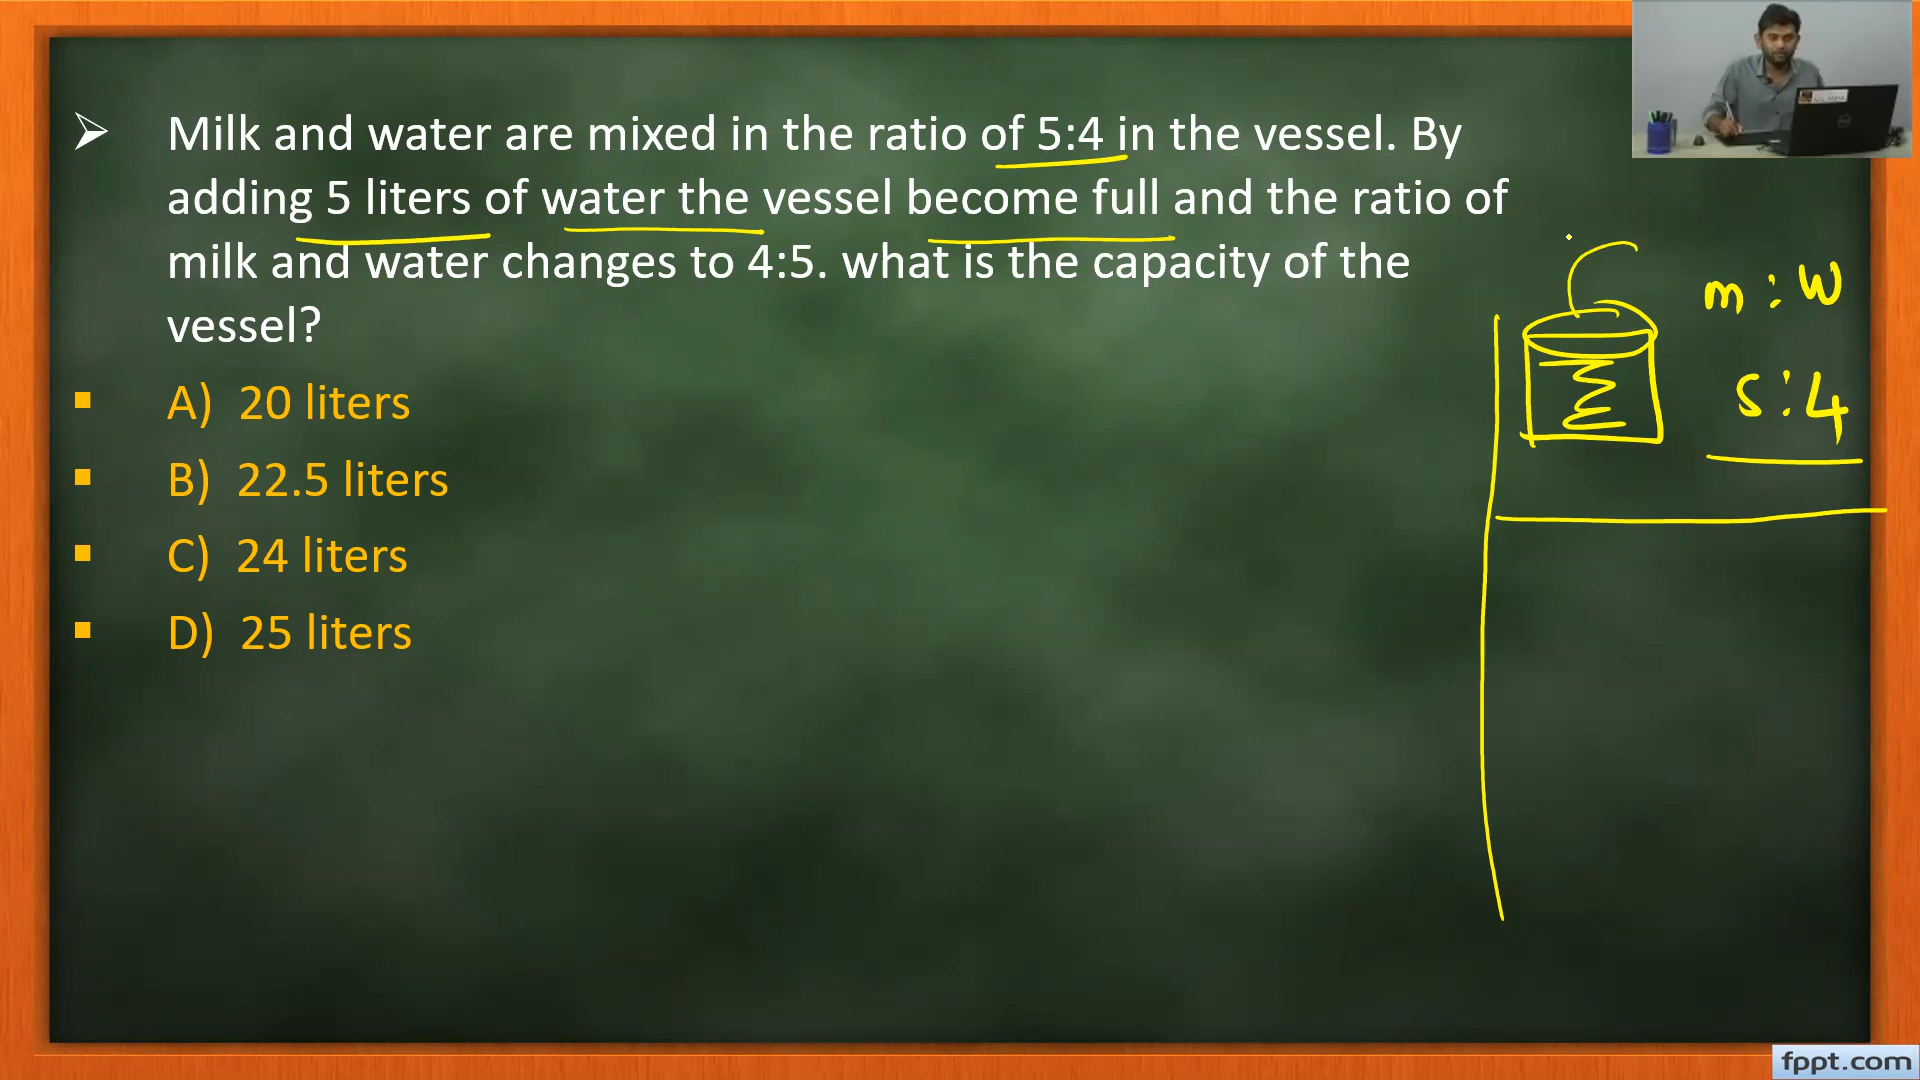 Milk and water are mixed in the ratio of 5:4 in the vessel. By
adding 5 liters of water the vessel become full and the ratio of
milk and water changes to 4:5. what is the capacity of the
vessel?
A) 20 liters
B) 22.5 liters
C) 24 liters
D) 25 liters
m : W
5 : 4
fppt.com